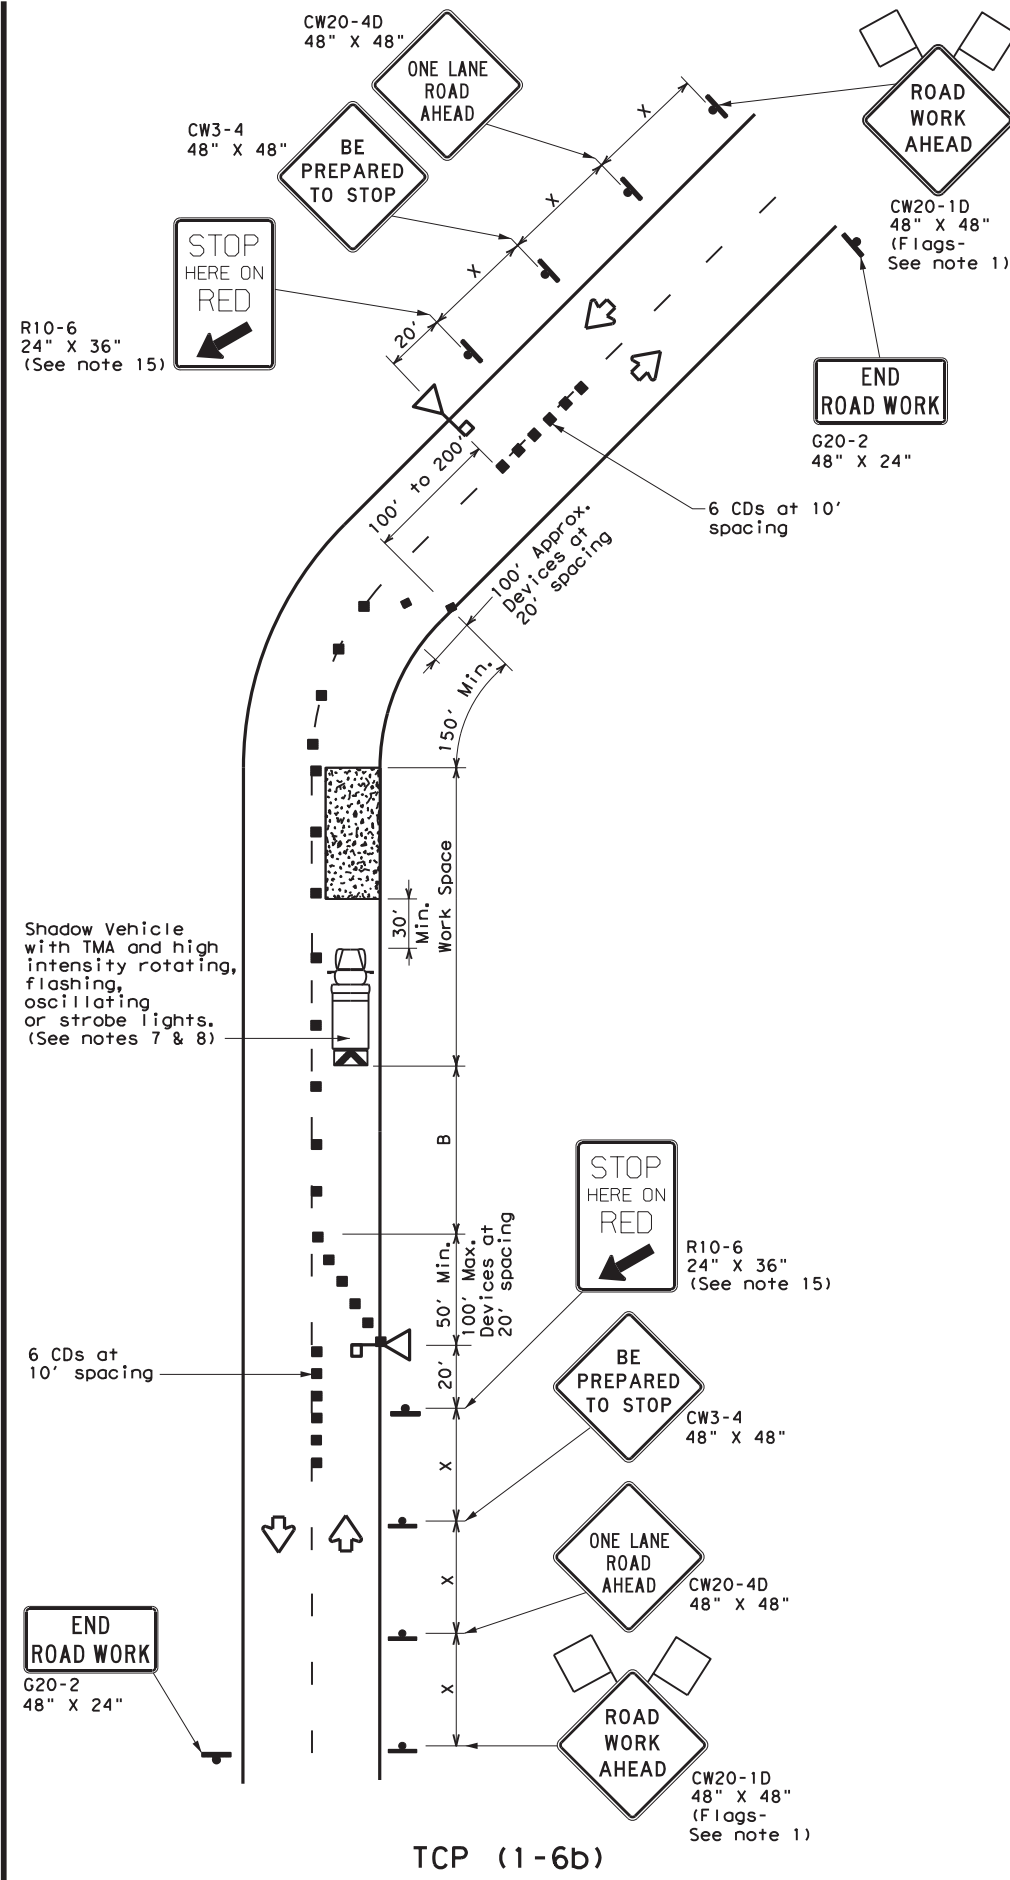 CW20-4D
48" X 48"
ONE LANE
ROAD
AHEAD
CW3-4
48" X 48"
BE
PREPARED
TO STOP
ROAD
WORK
AHEAD
CW20-1D
48" X 48"
(Flags-
See note 1)
STOP
HERE ON
RED
R10-6
24" X 36"
(See note 15)
X
X
X
20'
END
ROAD WORK
G20-2
48" X 24"
100' to 200'
6 CDs at 10'
spacing
100' Approx.
Devices at
20' spacing
150' Min.
Work Space
30'
Min.
Shadow Vehicle
with TMA and high
intensity rotating,
flashing,
oscillating
or strobe lights.
(See notes 7 & 8)
B
50' Min.
100' Max.
Devices at
20' spacing
STOP
HERE ON
RED
R10-6
24" X 36"
(See note 15)
6 CDs at
10' spacing
20'
BE
PREPARED
TO STOP
CW3-4
48" X 48"
X
ONE LANE
ROAD
AHEAD
CW20-4D
48" X 48"
X
END
ROAD WORK
G20-2
48" X 24"
X
ROAD
WORK
AHEAD
CW20-1D
48" X 48"
(Flags-
See note 1)
TCP (1-6b)